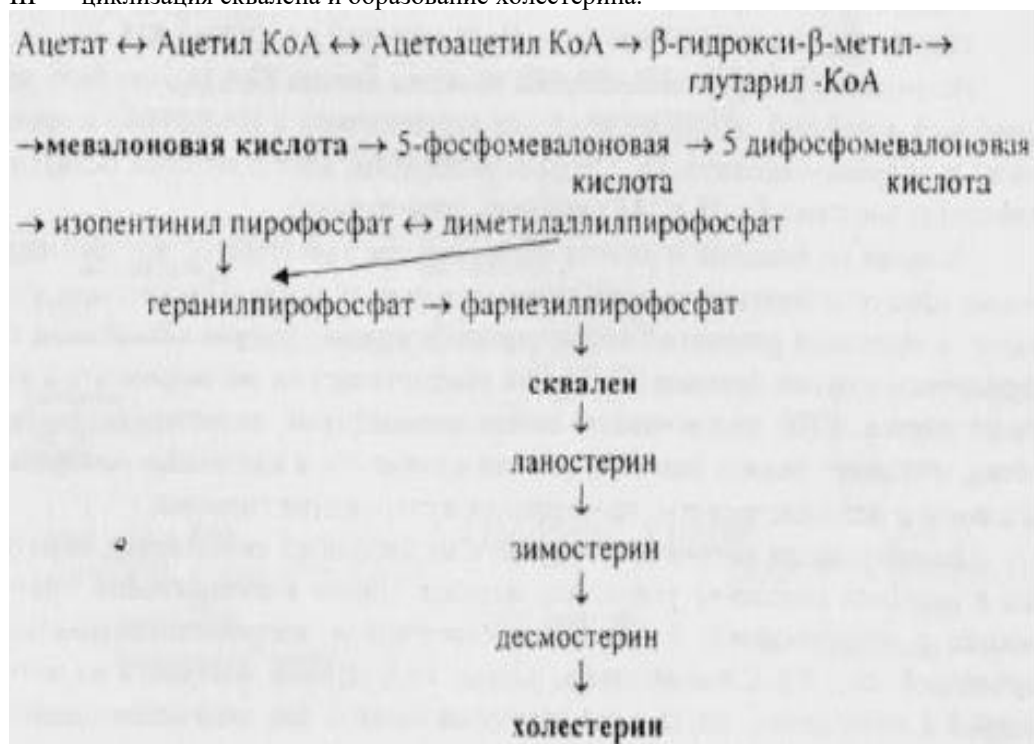 III — циклизация сквалена и образование холестерина.
Ацетат ↔ Ацетил КоА ↔ Ацетоацетил КоА → β-гидрокси-β-метил-→
глутарил -КоА
→мевалоновая кислота → 5-фосфомевалоновая → 5 дифосфомевалоновая
кислота кислота
→ изопентинил пирофосфат ↔ диметилаллилпирофосфат
↓
геранилпирофосфат → фарнезилпирофосфат
↓
сквален
↓
ланостерин
↓
зимостерин
↓
десмостерин
↓
холестерин